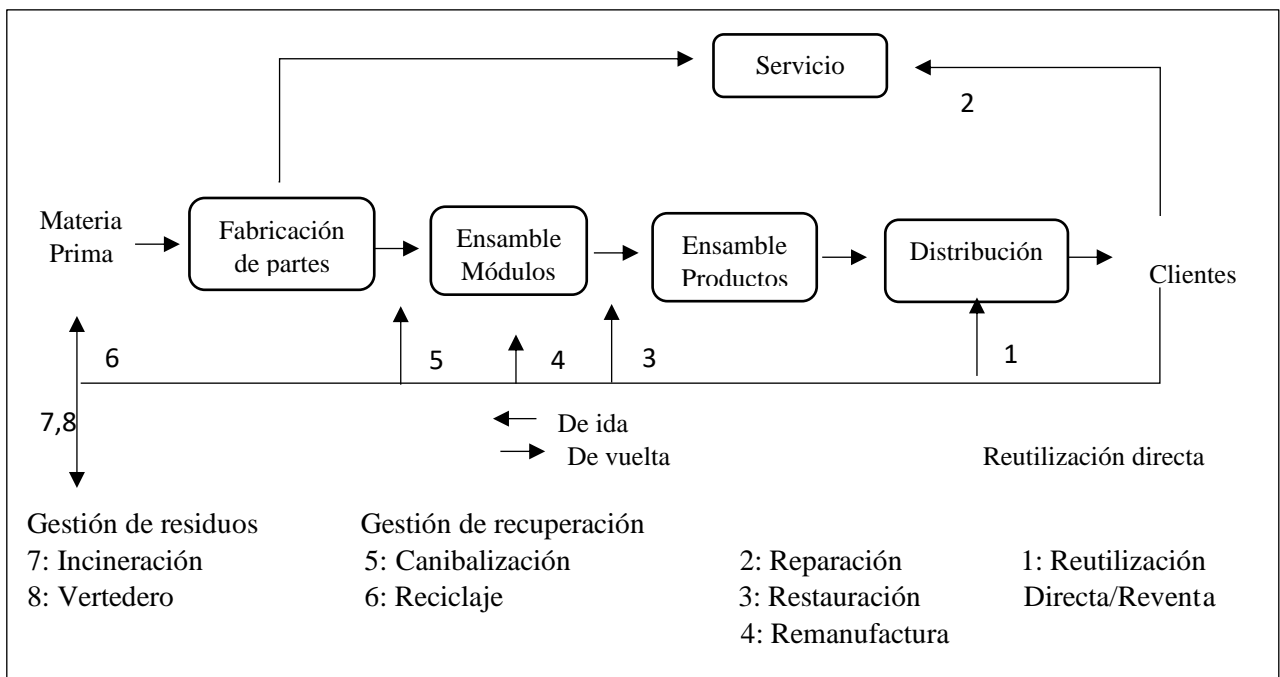 Servicio
2
Materia
Prima
Fabricación
de partes
Ensamble
Módulos
Ensamble
Productos
Distribución
Clientes
6
5
4
3
1
7,8
De ida
De vuelta
Reutilización directa
Gestión de residuos
7: Incineración
8: Vertedero
Gestión de recuperación
5: Canibalización
6: Reciclaje
2: Reparación
3: Restauración
4: Remanufactura
1: Reutilización
Directa/Reventa